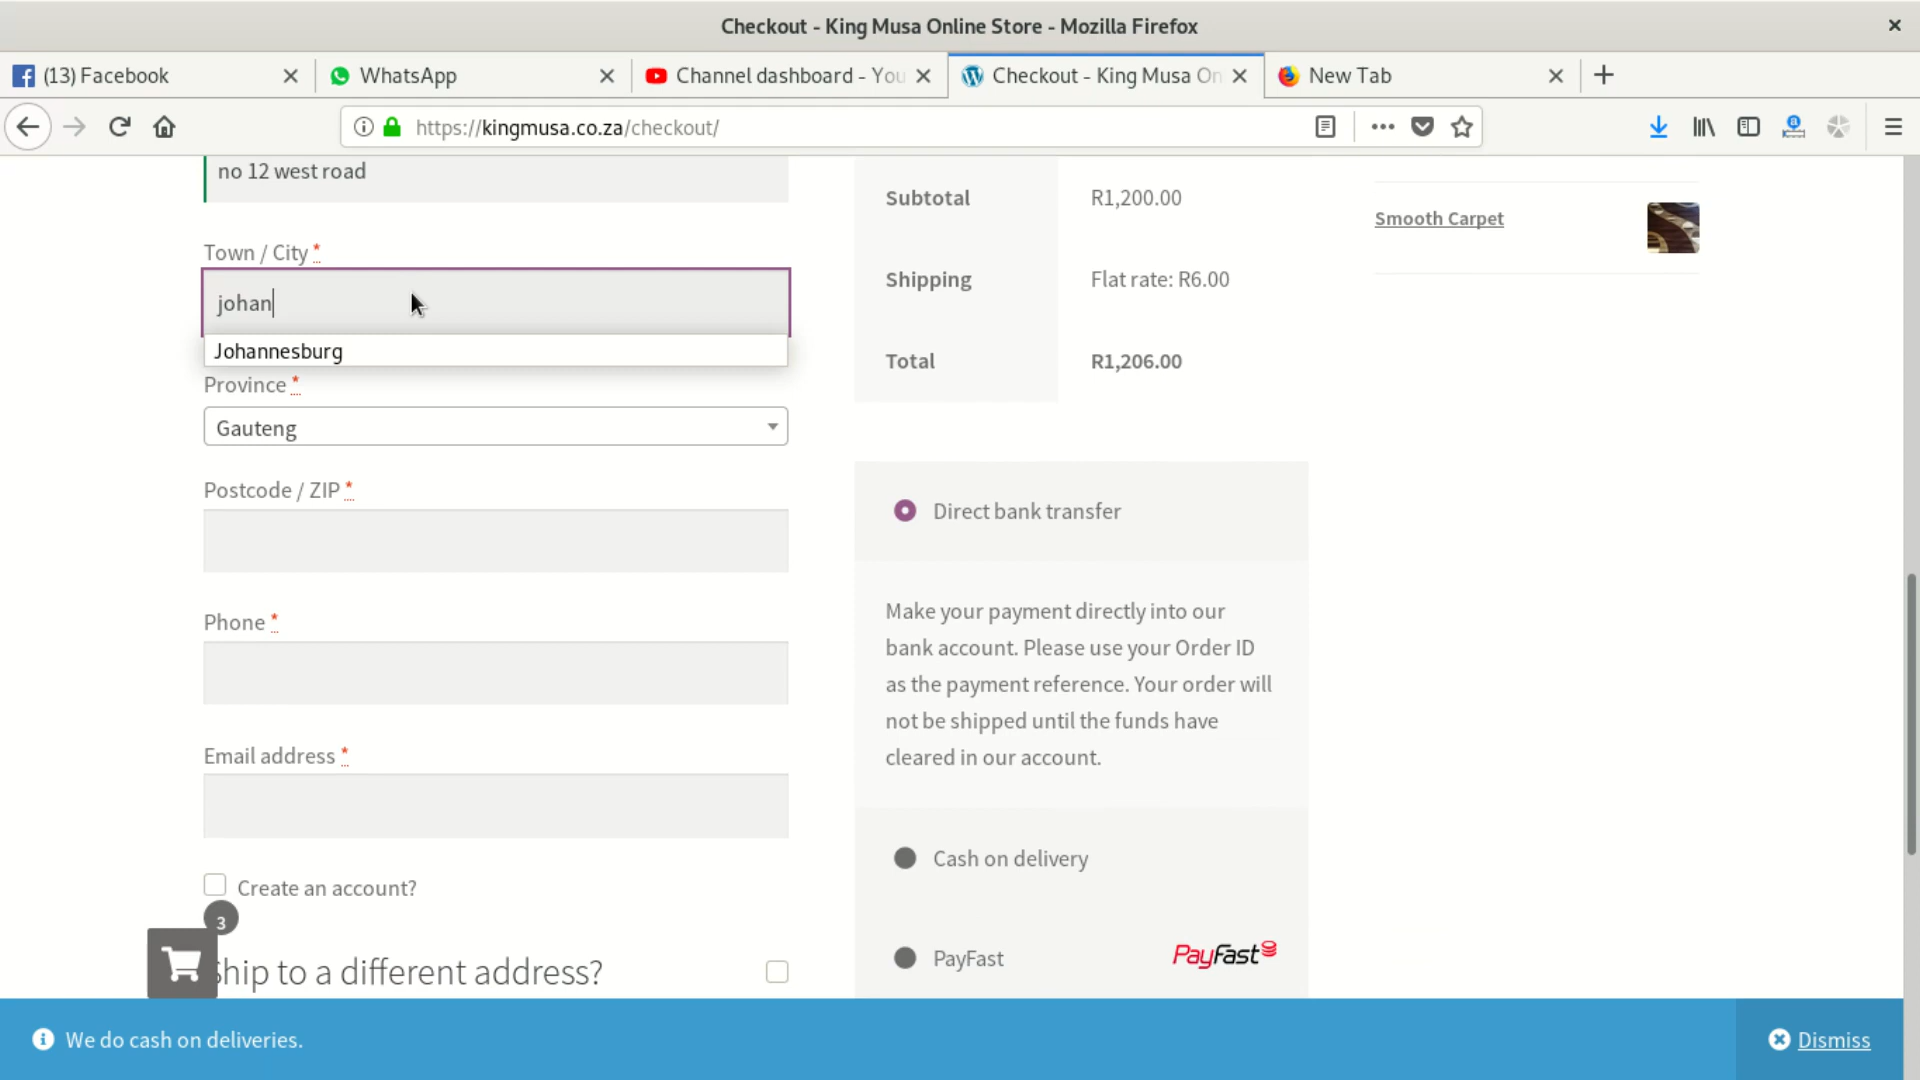 Checkout - King Musa Online Store - Mozilla Firefox
(13) Facebook
WhatsApp
Channel dashboard - You
Checkout - King Musa On
New Tab
https://kingmusa.co.za/checkout/
no 12 west road
Town / City *
johan
Johannesburg
Province *
Gauteng
Postcode / ZIP *
Phone *
Email address *
Create an account?
3
Ship to a different address?
Subtotal R1,200.00
Shipping Flat rate: R6.00
Total R1,206.00
Direct bank transfer
Make your payment directly into our
bank account. Please use your Order ID
as the payment reference. Your order will
not be shipped until the funds have
cleared in our account.
Cash on delivery
PayFast PayFast
Smooth Carpet
We do cash on deliveries.
Dismiss